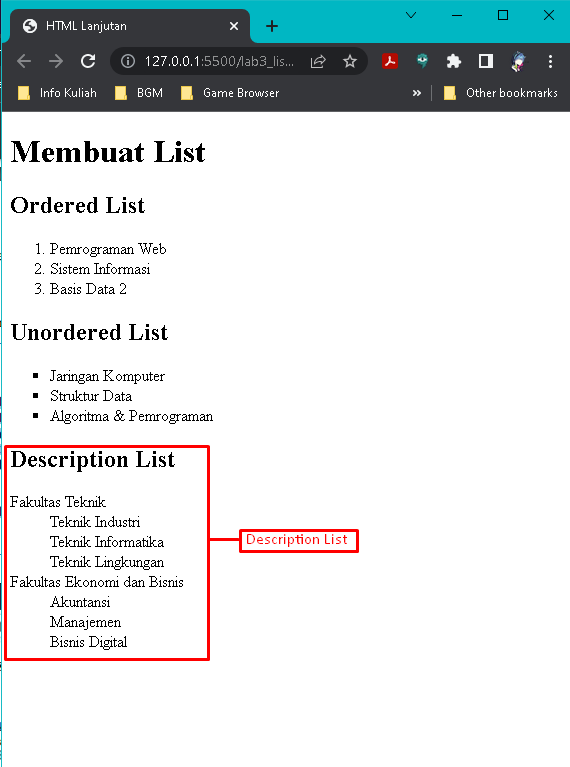 HTML Lanjutan
127.0.0.1:5500/lab3_lis...
Info Kuliah
BGM
Game Browser
»
Other bookmarks
Membuat List
Ordered List
1. Pemrograman Web
2. Sistem Informasi
3. Basis Data 2
Unordered List
▪ Jaringan Komputer
▪ Struktur Data
▪ Algoritma & Pemrograman
Description List
Fakultas Teknik
Teknik Industri
Teknik Informatika
Description List
Teknik Lingkungan
Fakultas Ekonomi dan Bisnis
Akuntansi
Manajemen
Bisnis Digital